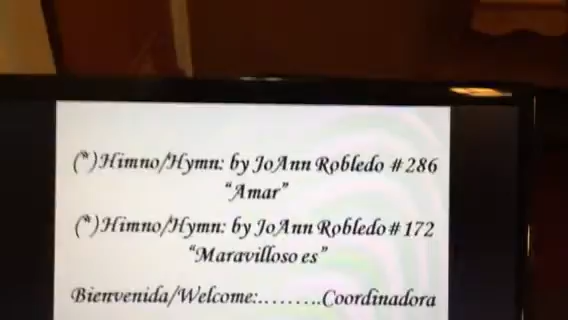 (*)Himno/Hymn: by JoAnn Robledo #286
“Amar”
(*)Himno/Hymn: by JoAnn Robledo #172
“Maravilloso es”
Bienvenida/Welcome:.........Coordinadora